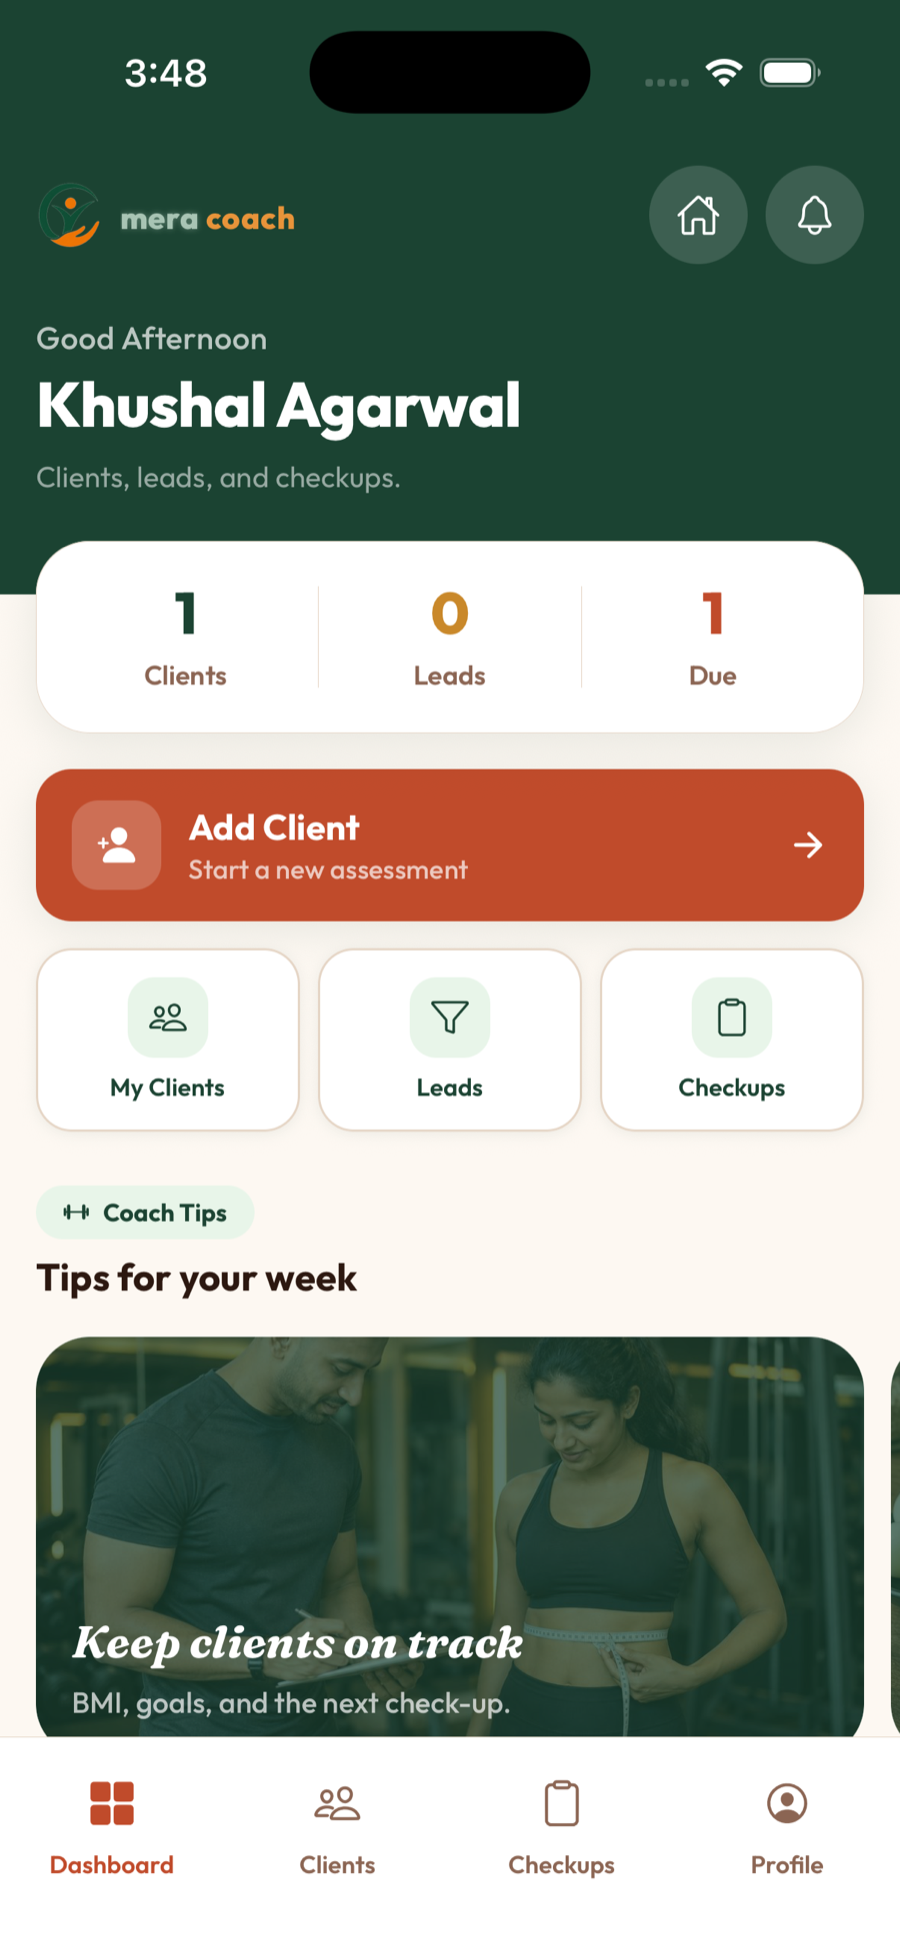 3:48
mera coach
Good Afternoon
Khushal Agarwal
Clients, leads, and checkups.
1 0 1
Clients Leads Due
Add Client
Start a new assessment
My Clients Leads Checkups
Coach Tips
Tips for your week
Keep clients on track
BMI, goals, and the next check-up.
Dashboard Clients Checkups Profile